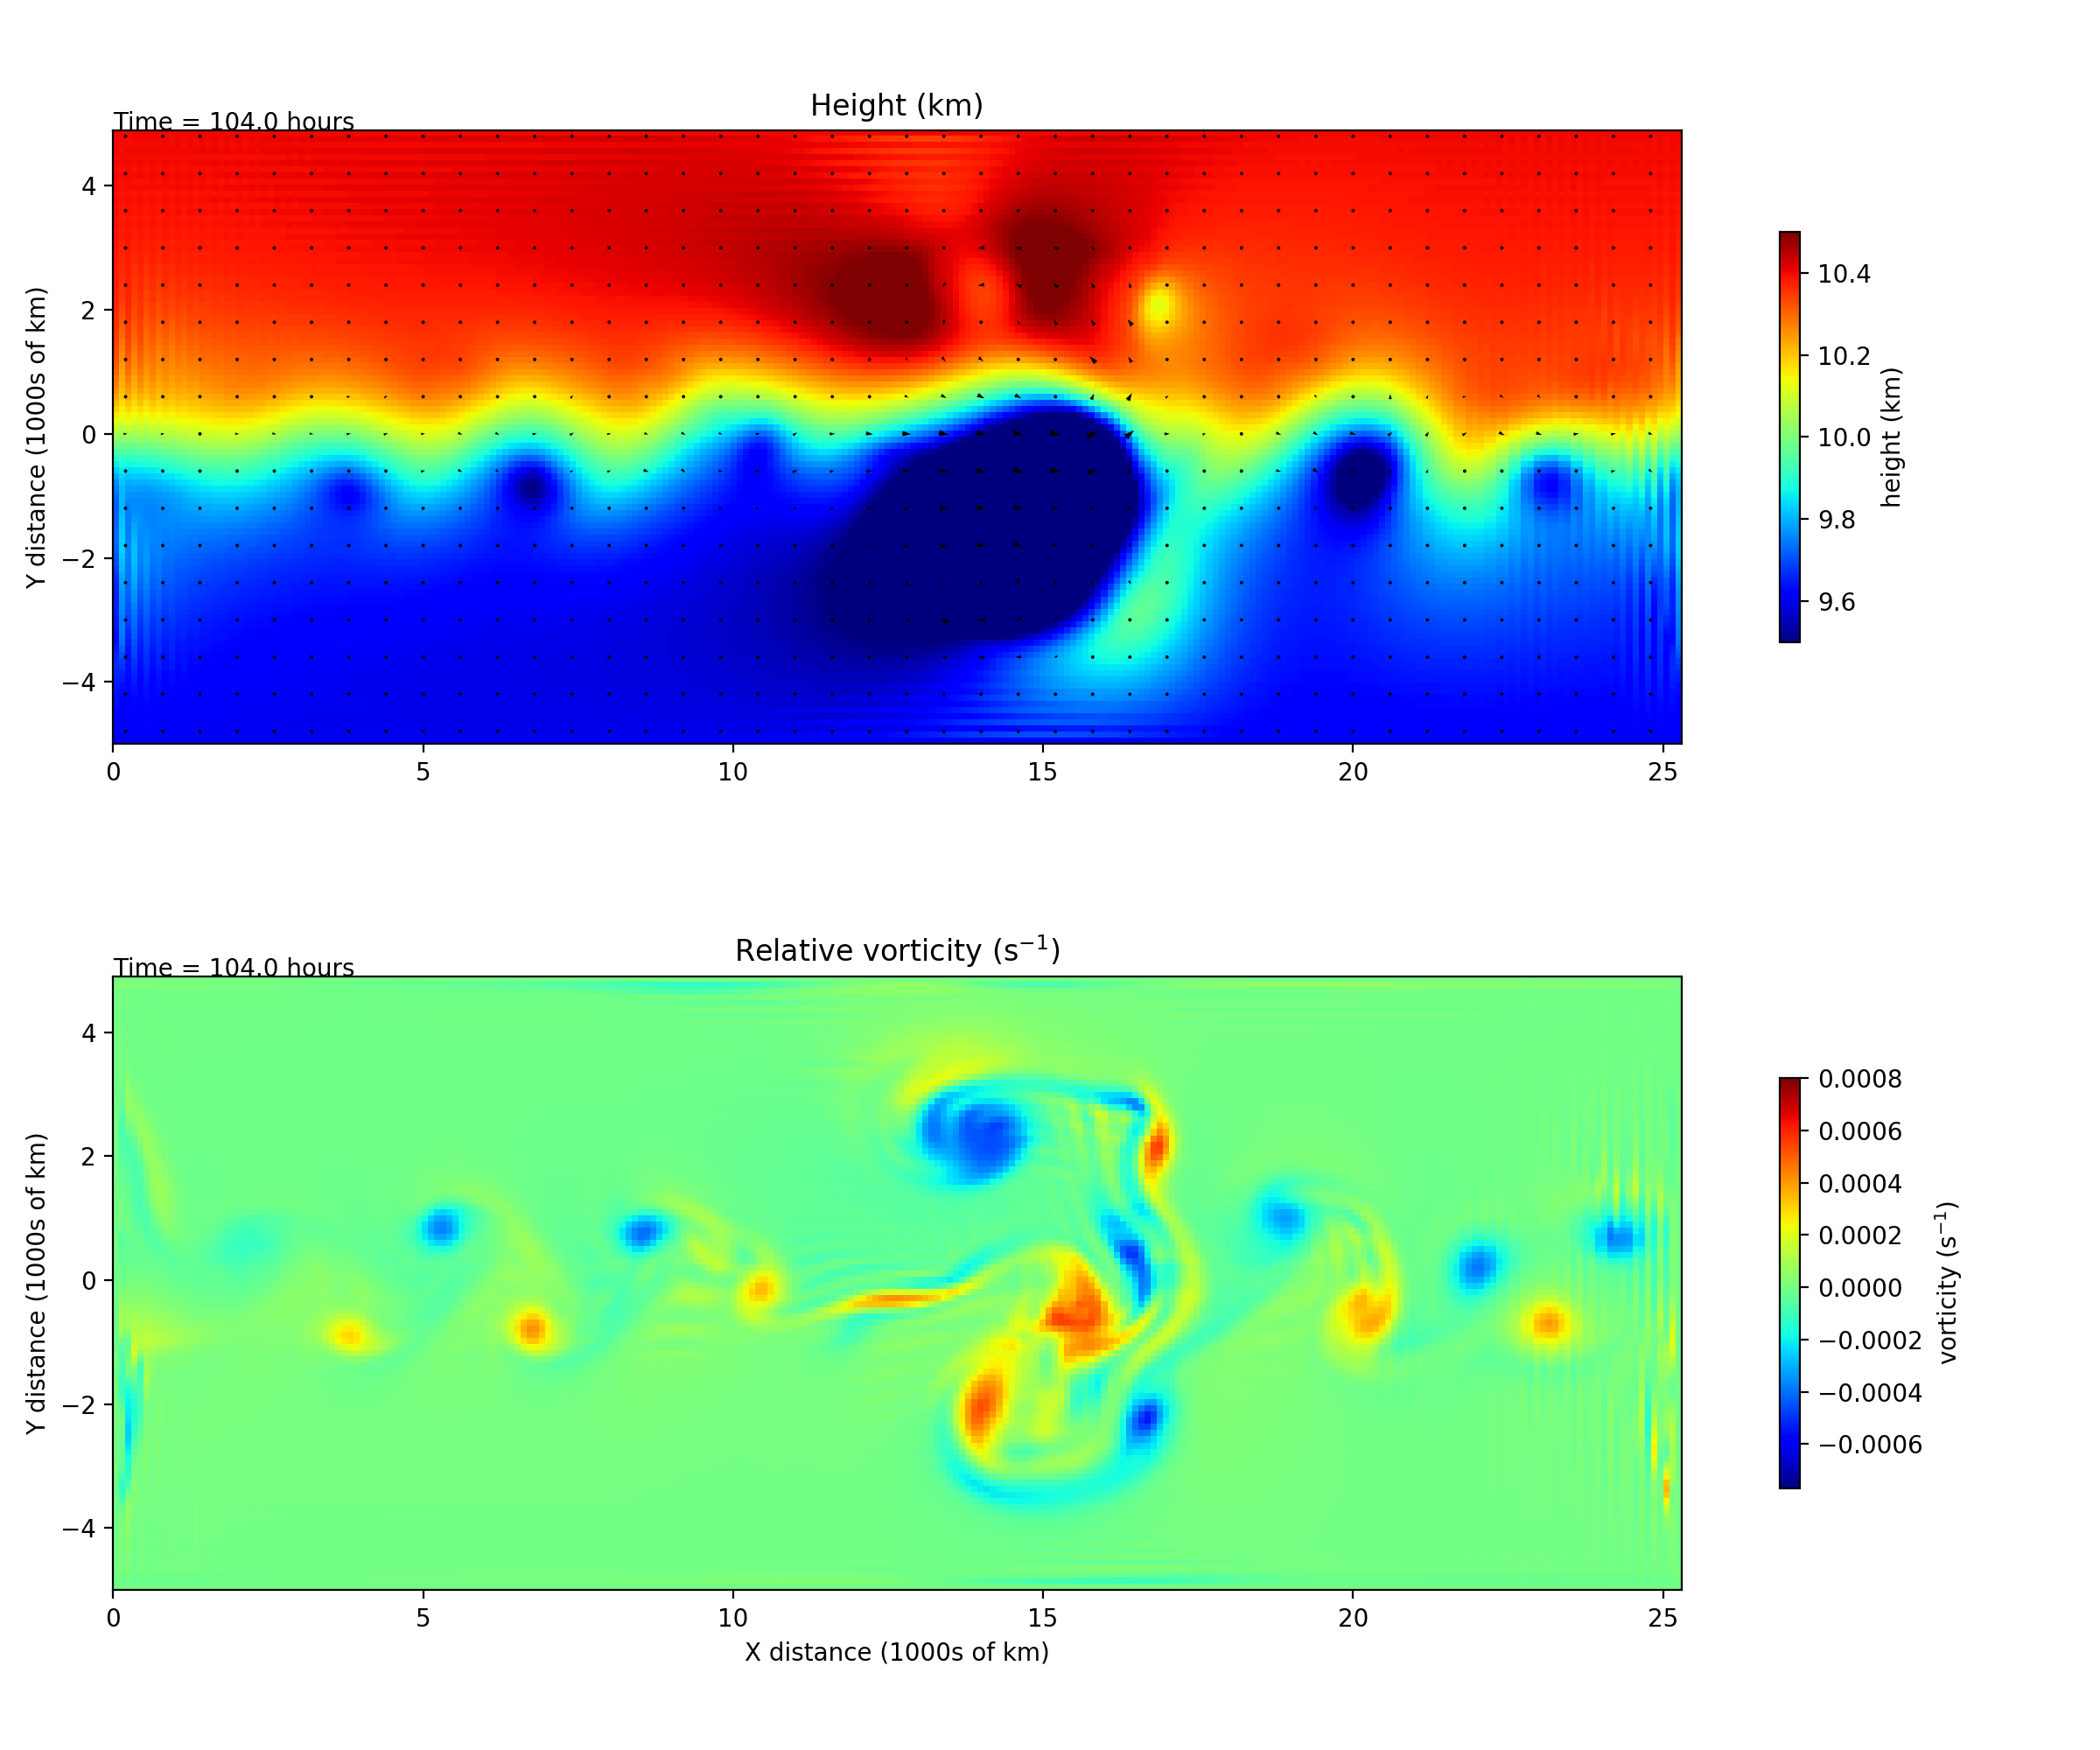 Height (km)
Time = 104.0 hours
Y distance (1000s of km)
4
2
0
−2
−4
0 5 10 15 20 25
10.4
10.2
10.0
9.8
9.6
height (km)
Relative vorticity (s⁻¹)
Time = 104.0 hours
Y distance (1000s of km)
4
2
0
−2
−4
0 5 10 15 20 25
X distance (1000s of km)
0.0008
0.0006
0.0004
0.0002
0.0000
−0.0002
−0.0004
−0.0006
vorticity (s⁻¹)